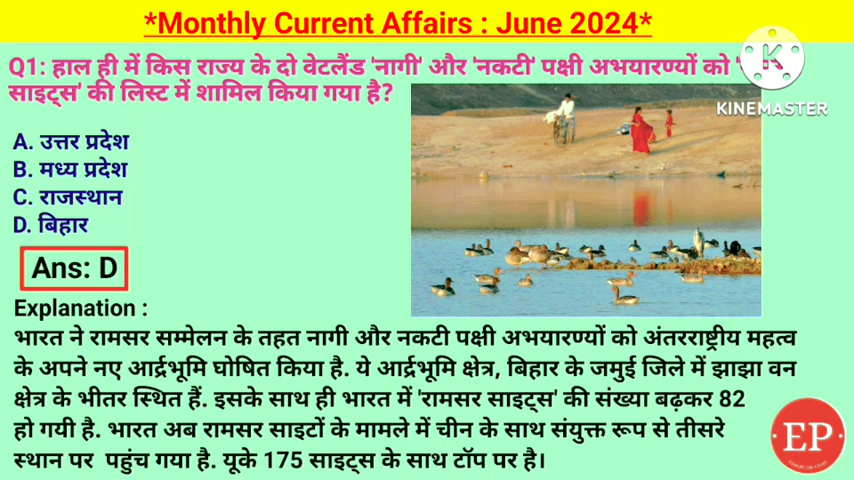 *Monthly Current Affairs : June 2024*
Q1: हाल ही में किस राज्य के दो वेटलैंड 'नागी' और 'नकटी' पक्षी अभयारण्यों को
साइट्स' की लिस्ट में शामिल किया गया है?
KINEMASTER
A. उत्तर प्रदेश
B. मध्य प्रदेश
C. राजस्थान
D. बिहार
Ans: D
Explanation :
भारत ने रामसर सम्मेलन के तहत नागी और नकटी पक्षी अभयारण्यों को अंतरराष्ट्रीय महत्व
के अपने नए आर्द्रभूमि घोषित किया है. ये आर्द्रभूमि क्षेत्र, बिहार के जमुई जिले में झाझा वन
क्षेत्र के भीतर स्थित हैं. इसके साथ ही भारत में 'रामसर साइट्स' की संख्या बढ़कर 82
हो गयी है. भारत अब रामसर साइटों के मामले में चीन के साथ संयुक्त रूप से तीसरे
स्थान पर पहुंच गया है. यूके 175 साइट्स के साथ टॉप पर है।
EP